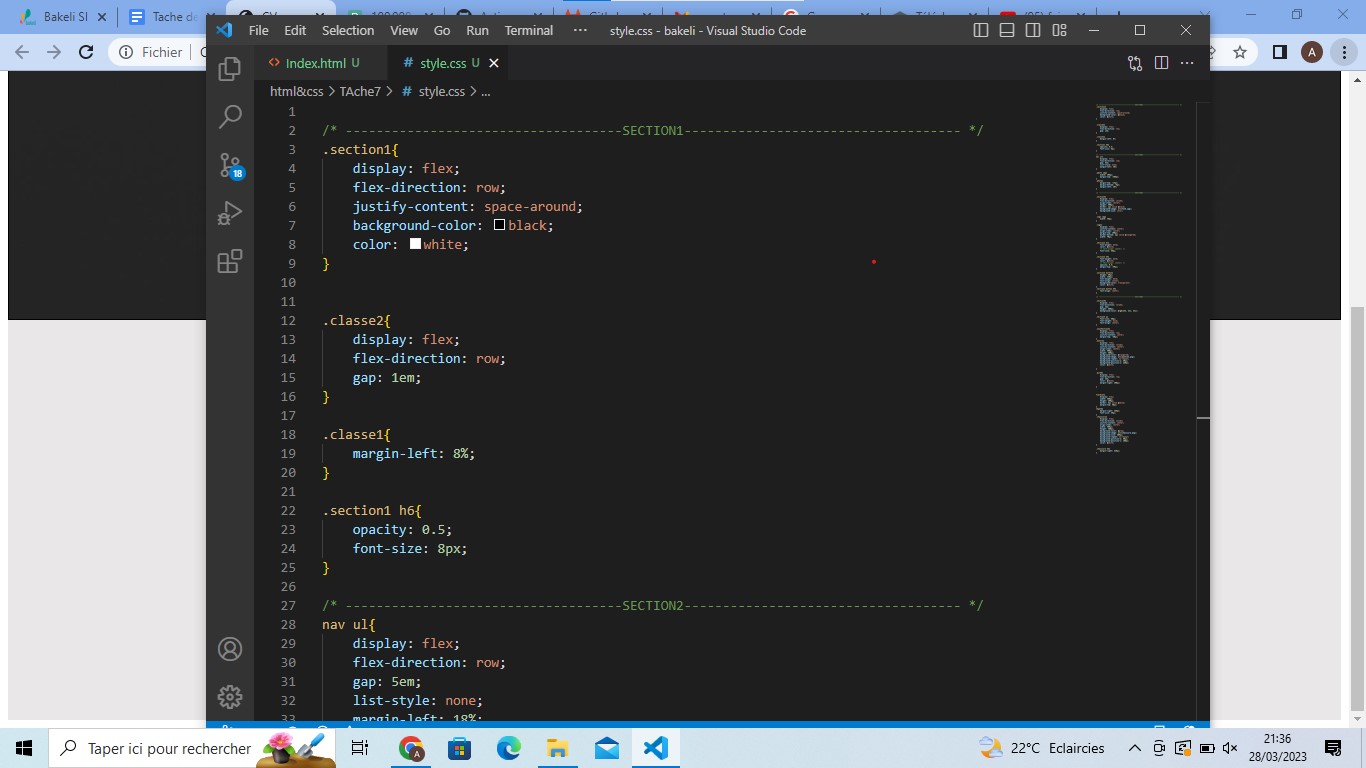 Bakeli SI
Tache de
File Edit Selection View Go Run Terminal ··· style.css - bakeli - Visual Studio Code
Fichier
A
Index.html U
# style.css U
html&css > TAche7 > # style.css > ...
1
2 /* ------------------------------------SECTION1------------------------------------ */
3 .section1{
4 display: flex;
5 flex-direction: row;
6 justify-content: space-around;
7 background-color: black;
8 color: white;
9 }
10
11
12 .classe2{
13 display: flex;
14 flex-direction: row;
15 gap: 1em;
16 }
17
18 .classe1{
19 margin-left: 8%;
20 }
21
22 .section1 h6{
23 opacity: 0.5;
24 font-size: 8px;
25 }
26
27 /* ------------------------------------SECTION2------------------------------------ */
28 nav ul{
29 display: flex;
30 flex-direction: row;
31 gap: 5em;
32 list-style: none;
33 margin-left: 18%;
18
Taper ici pour rechercher
A
22°C Eclaircies
21:36
28/03/2023